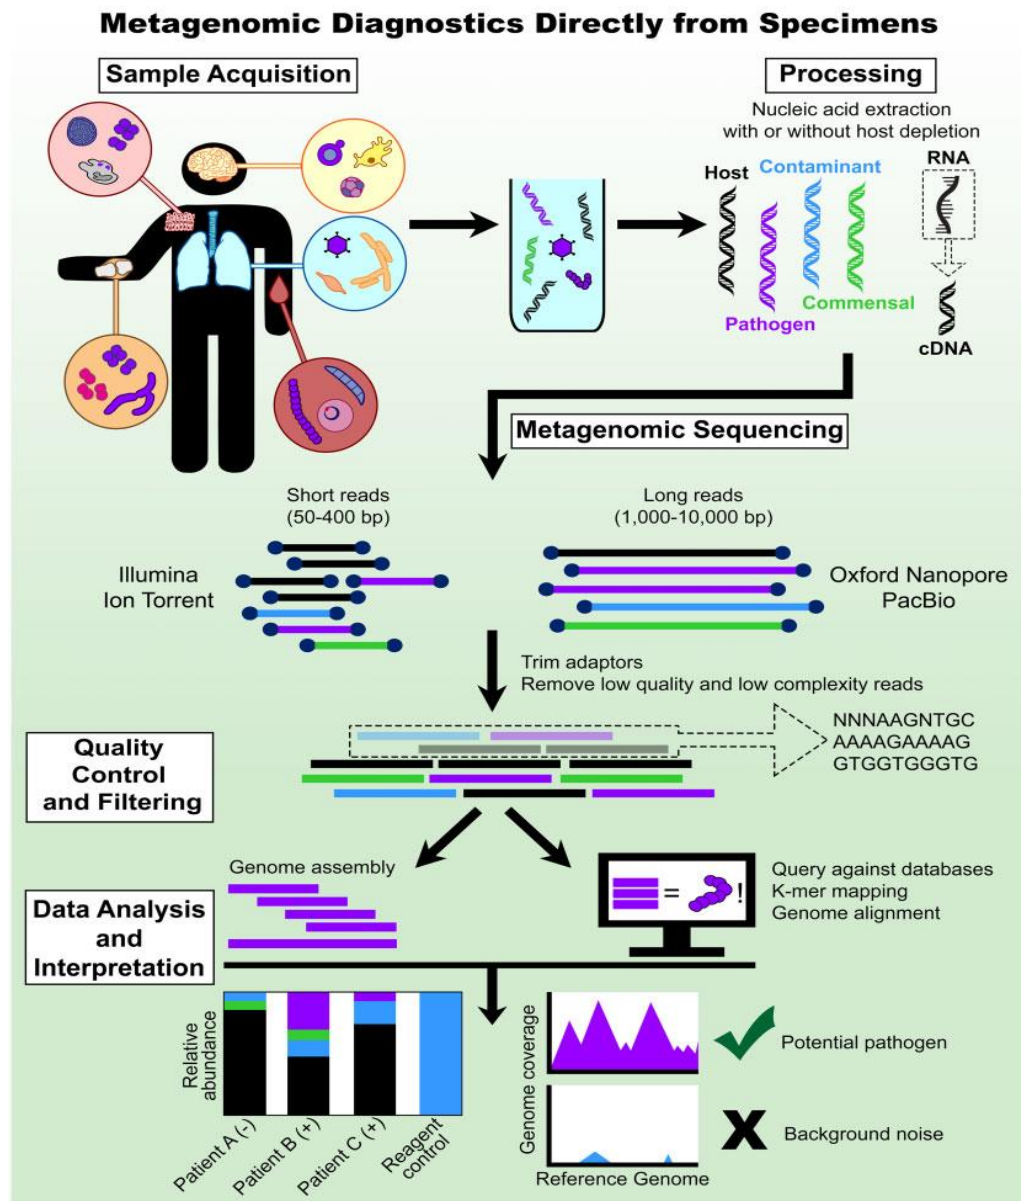 Metagenomic Diagnostics Directly from Specimens
Sample Acquisition
Processing
Nucleic acid extraction
with or without host depletion
Host
Contaminant
RNA
Pathogen
Commensal
cDNA
Metagenomic Sequencing
Short reads
(50-400 bp)
Long reads
(1,000-10,000 bp)
Illumina
Ion Torrent
Oxford Nanopore
PacBio
Trim adaptors
Remove low quality and low complexity reads
Quality
Control
and Filtering
NNNAAGNTGC
AAAAGAAAAG
GTGGTGGGTG
Genome assembly
= !
Query against databases
K-mer mapping
Genome alignment
Data Analysis
and
Interpretation
Relative
abundance
Patient A (-)
Patient B (+)
Patient C (+)
Reagent
control
Genome coverage
Reference Genome
Potential pathogen
X
Background noise